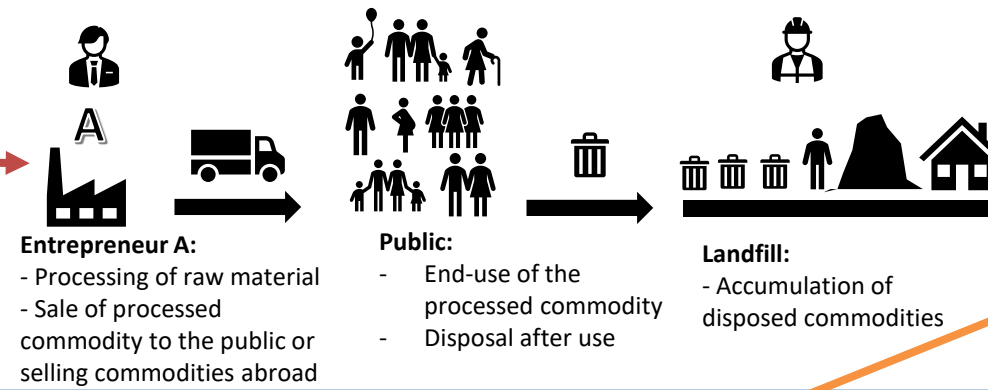 A
Entrepreneur A:
- Processing of raw material
- Sale of processed
commodity to the public or
selling commodities abroad
Public:
- End-use of the
processed commodity
- Disposal after use
Landfill:
- Accumulation of
disposed commodities